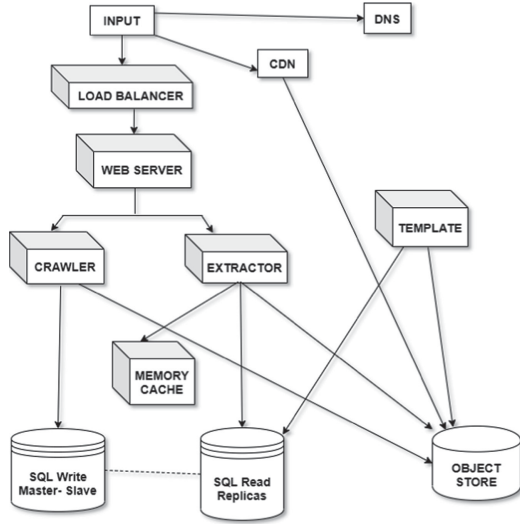 INPUT
DNS
CDN
LOAD BALANCER
WEB SERVER
TEMPLATE
CRAWLER
EXTRACTOR
MEMORY
CACHE
SQL Write
Master- Slave
SQL Read
Replicas
OBJECT
STORE